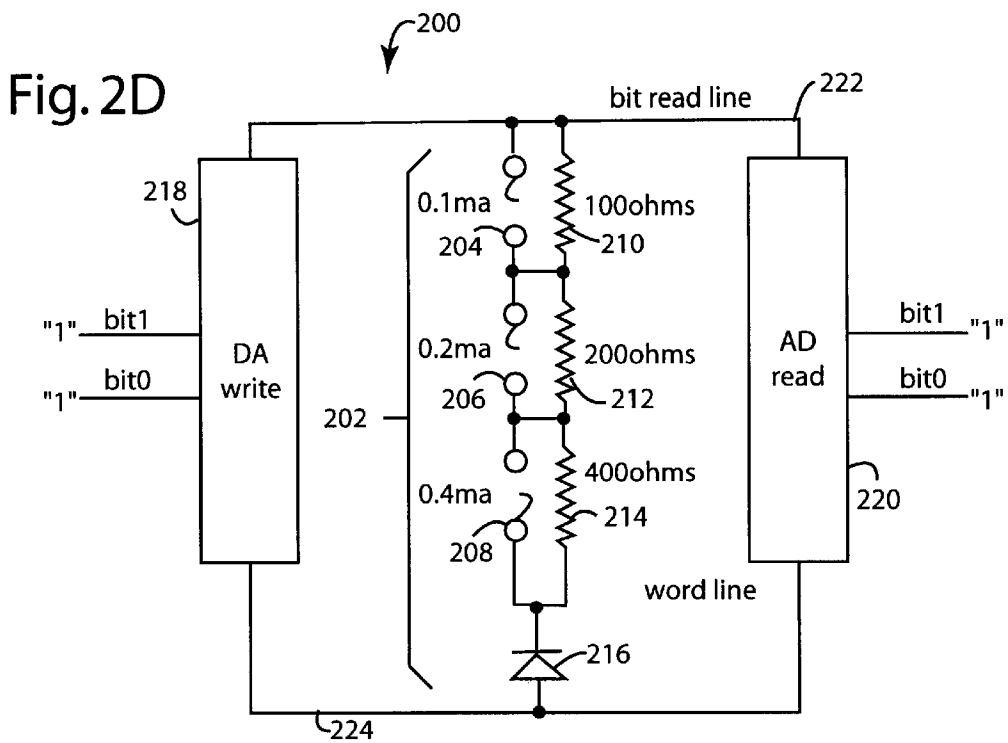 200
Fig. 2D
bit read line
222
218
0.1ma
204
100ohms
210
"1" bit1
"1" bit0
DA
write
0.2ma
206
200ohms
212
202
AD
read
bit1 "1"
bit0 "1"
0.4ma
208
400ohms
214
220
word line
216
224